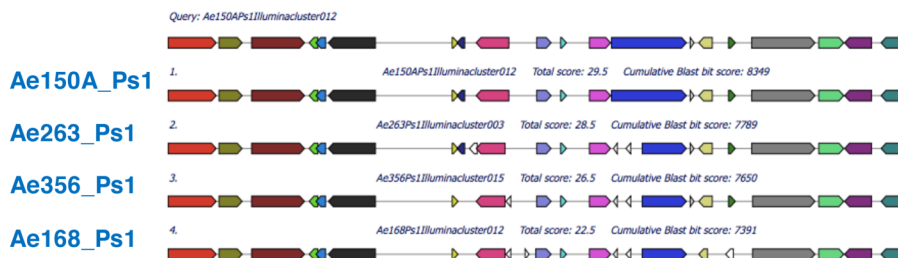 Query: Ae150APs1Illuminacluster012
Ae150A_Ps1
1. Ae150APs1Illuminacluster012 Total score: 29.5 Cumulative Blast bit score: 8349
Ae263_Ps1
2. Ae263Ps1Illuminacluster003 Total score: 28.5 Cumulative Blast bit score: 7789
Ae356_Ps1
3. Ae356Ps1Illuminacluster015 Total score: 26.5 Cumulative Blast bit score: 7650
Ae168_Ps1
4. Ae168Ps1Illuminacluster012 Total score: 22.5 Cumulative Blast bit score: 7391